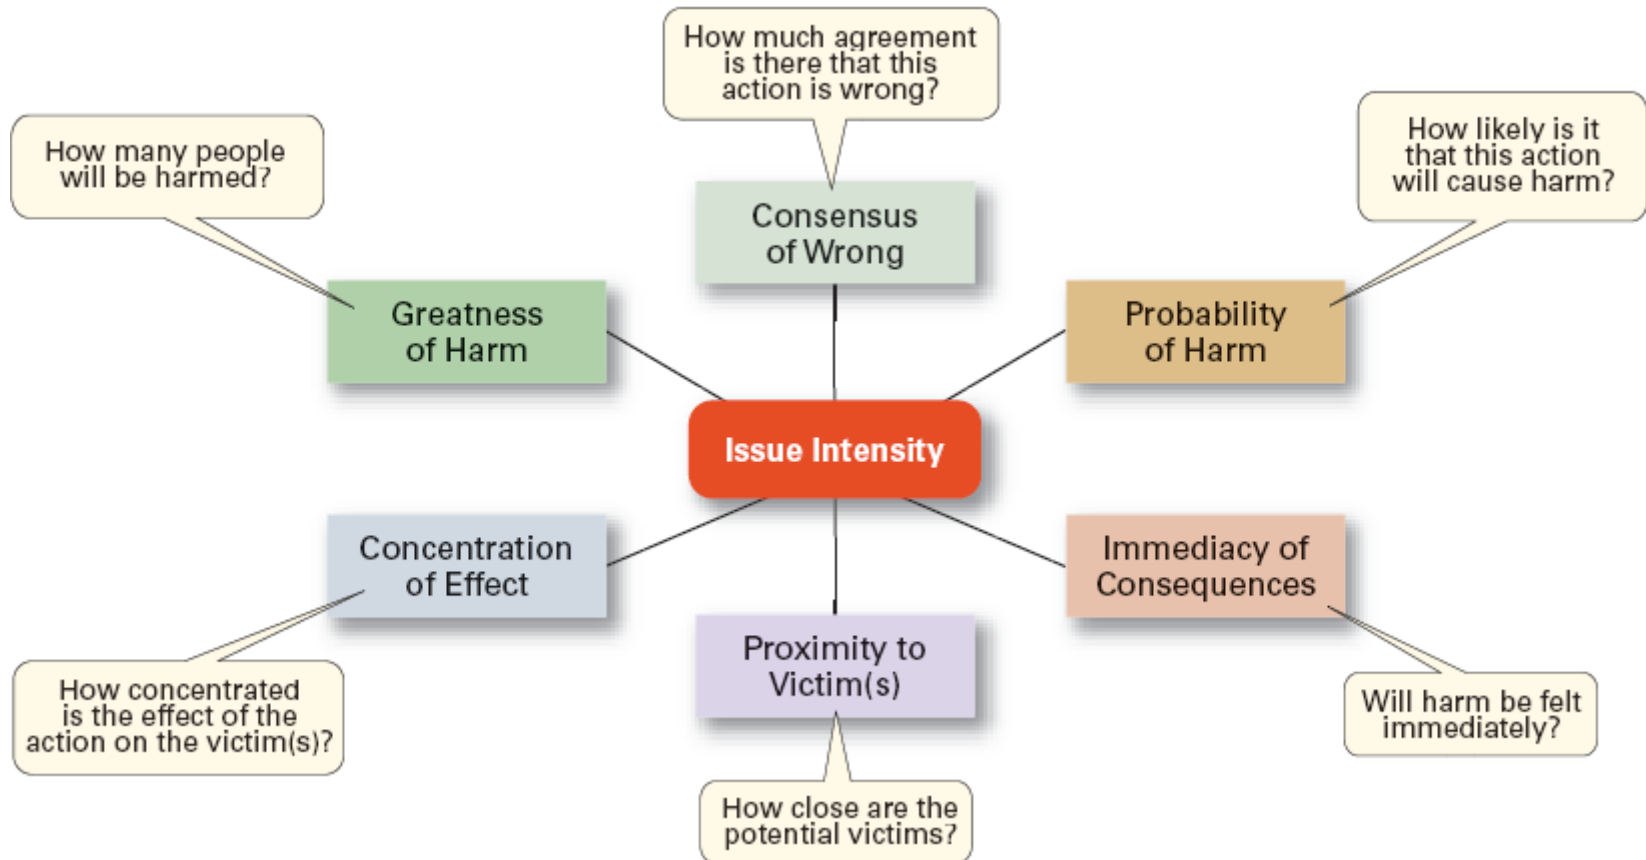 How much agreement
is there that this
action is wrong?
How many people
will be harmed?
How likely is it
that this action
will cause harm?
Consensus
of Wrong
Greatness
of Harm
Probability
of Harm
Issue Intensity
Concentration
of Effect
Immediacy of
Consequences
Proximity to
Victim(s)
How concentrated
is the effect of the
action on the victim(s)?
Will harm be felt
immediately?
How close are the
potential victims?